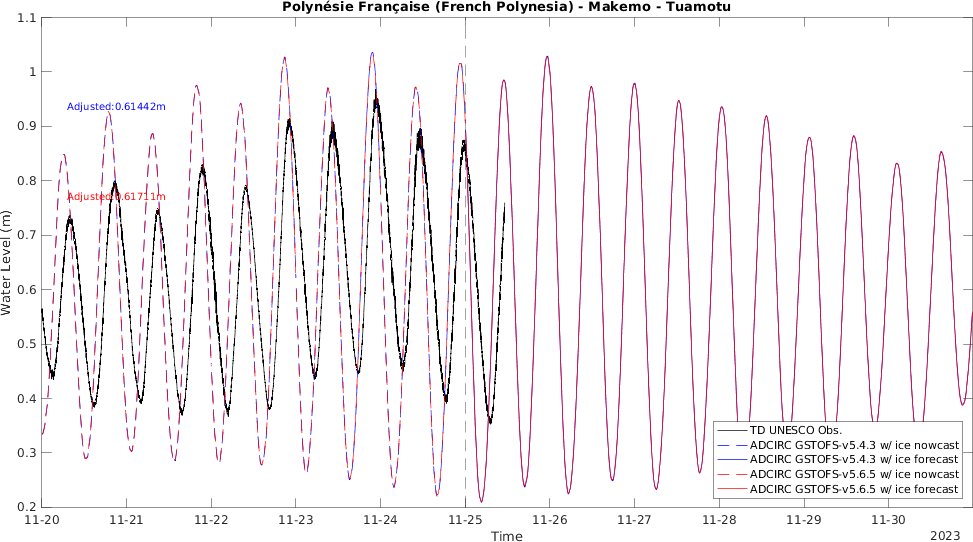 Polynésie Française (French Polynesia) - Makemo - Tuamotu
1.1
1
0.9
0.8
0.7
0.6
0.5
0.4
0.3
0.2
Water Level (m)
Adjusted:0.61442m
Adjusted:0.61711m
TD UNESCO Obs.
ADCIRC GSTOFS-v5.4.3 w/ ice nowcast
ADCIRC GSTOFS-v5.4.3 w/ ice forecast
ADCIRC GSTOFS-v5.6.5 w/ ice nowcast
ADCIRC GSTOFS-v5.6.5 w/ ice forecast
11-20 11-21 11-22 11-23 11-24 11-25 11-26 11-27 11-28 11-29 11-30
Time
2023